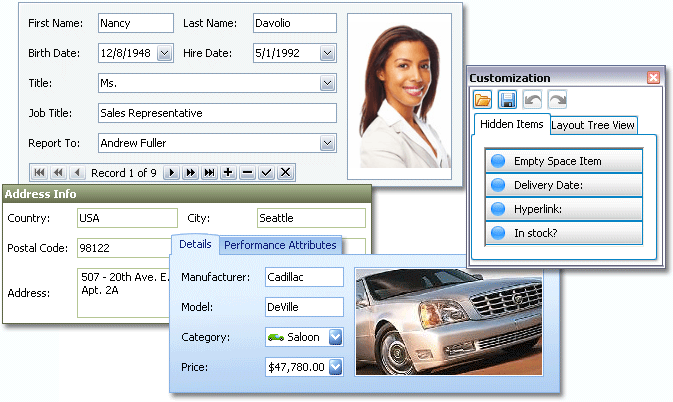 First Name: Nancy Last Name: Davolio
Birth Date: 12/8/1948 Hire Date: 5/1/1992
Title: Ms.
Job Title: Sales Representative
Report To: Andrew Fuller
Record 1 of 9
Customization
Hidden Items Layout Tree View
Empty Space Item
Delivery Date:
Hyperlink:
In stock?
Address Info
Country: USA City: Seattle
Postal Code: 98122
Address: 507 - 20th Ave. E.
Apt. 2A
Details Performance Attributes
Manufacturer: Cadillac
Model: DeVille
Category: Saloon
Price: $47,780.00